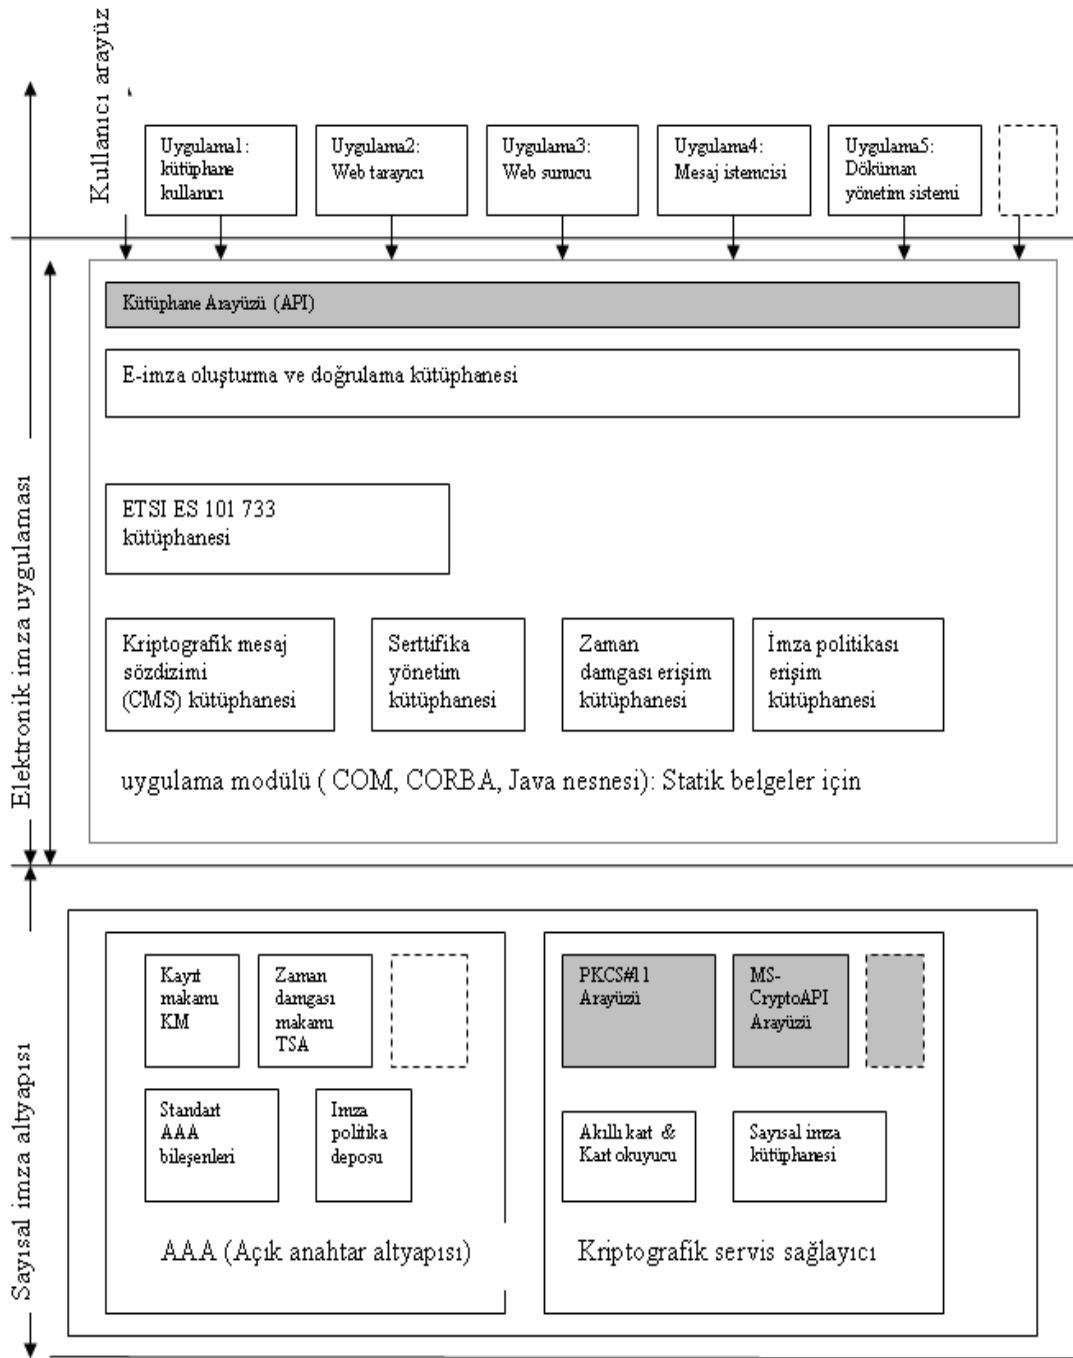 Kullanıcı arayüz
Uygulama1:
kütüphane
kullanıcı
Uygulama2:
Web tarayıcı
Uygulama3:
Web sunucu
Uygulama4:
Mesaj istemcisi
Uygulama5:
Döküman
yönetim sistemi
Elektronik imza uygulaması
Kütüphane Arayüzü (API)
E-imza oluşturma ve doğrulama kütüphanesi
ETSI ES 101 733
kütüphanesi
Kriptografik mesaj
sözdizimi
(CMS) kütüphanesi
Serttifika
yönetim
kütüphanesi
Zaman
damgası erişim
kütüphanesi
İmza politikası
erişim
kütüphanesi
uygulama modülü ( COM, CORBA, Java nesnesi): Statik belgeler için
Sayısal imza altyapısı
Kayıt
makamı
KM
Zaman
damgası
makamı
TSA
Standart
AAA
bileşenleri
Imza
politika
deposu
AAA (Açık anahtar altyapısı)
PKCS#11
Arayüzü
MS-
CryptoAPI
Arayüzü
Akıllı kart &
Kart okuyucu
Sayısal imza
kütüphanesi
Kriptografik servis sağlayıcı